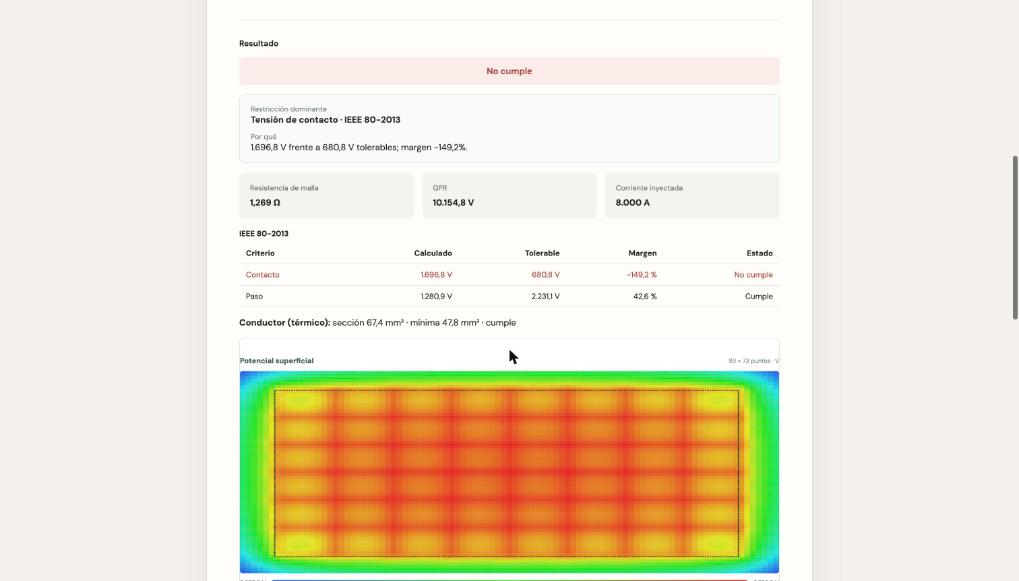 Resultado
No cumple
Restricción dominante
Tensión de contacto · IEEE 80-2013
Por qué
1.696,8 V frente a 680,8 V tolerables; margen -149,2%.
Resistencia de malla GPR Corriente inyectada
1,269 Ω 10.154,8 V 8.000 A
IEEE 80-2013
Criterio Calculado Tolerable Margen Estado
Contacto 1.696,8 V 680,8 V -149,2 % No cumple
Paso 1.280,9 V 2.231,1 V 42,6 % Cumple
Conductor (térmico): sección 67,4 mm² · mínima 47,8 mm² · cumple
Potencial superficial 93 × 73 puntos · V